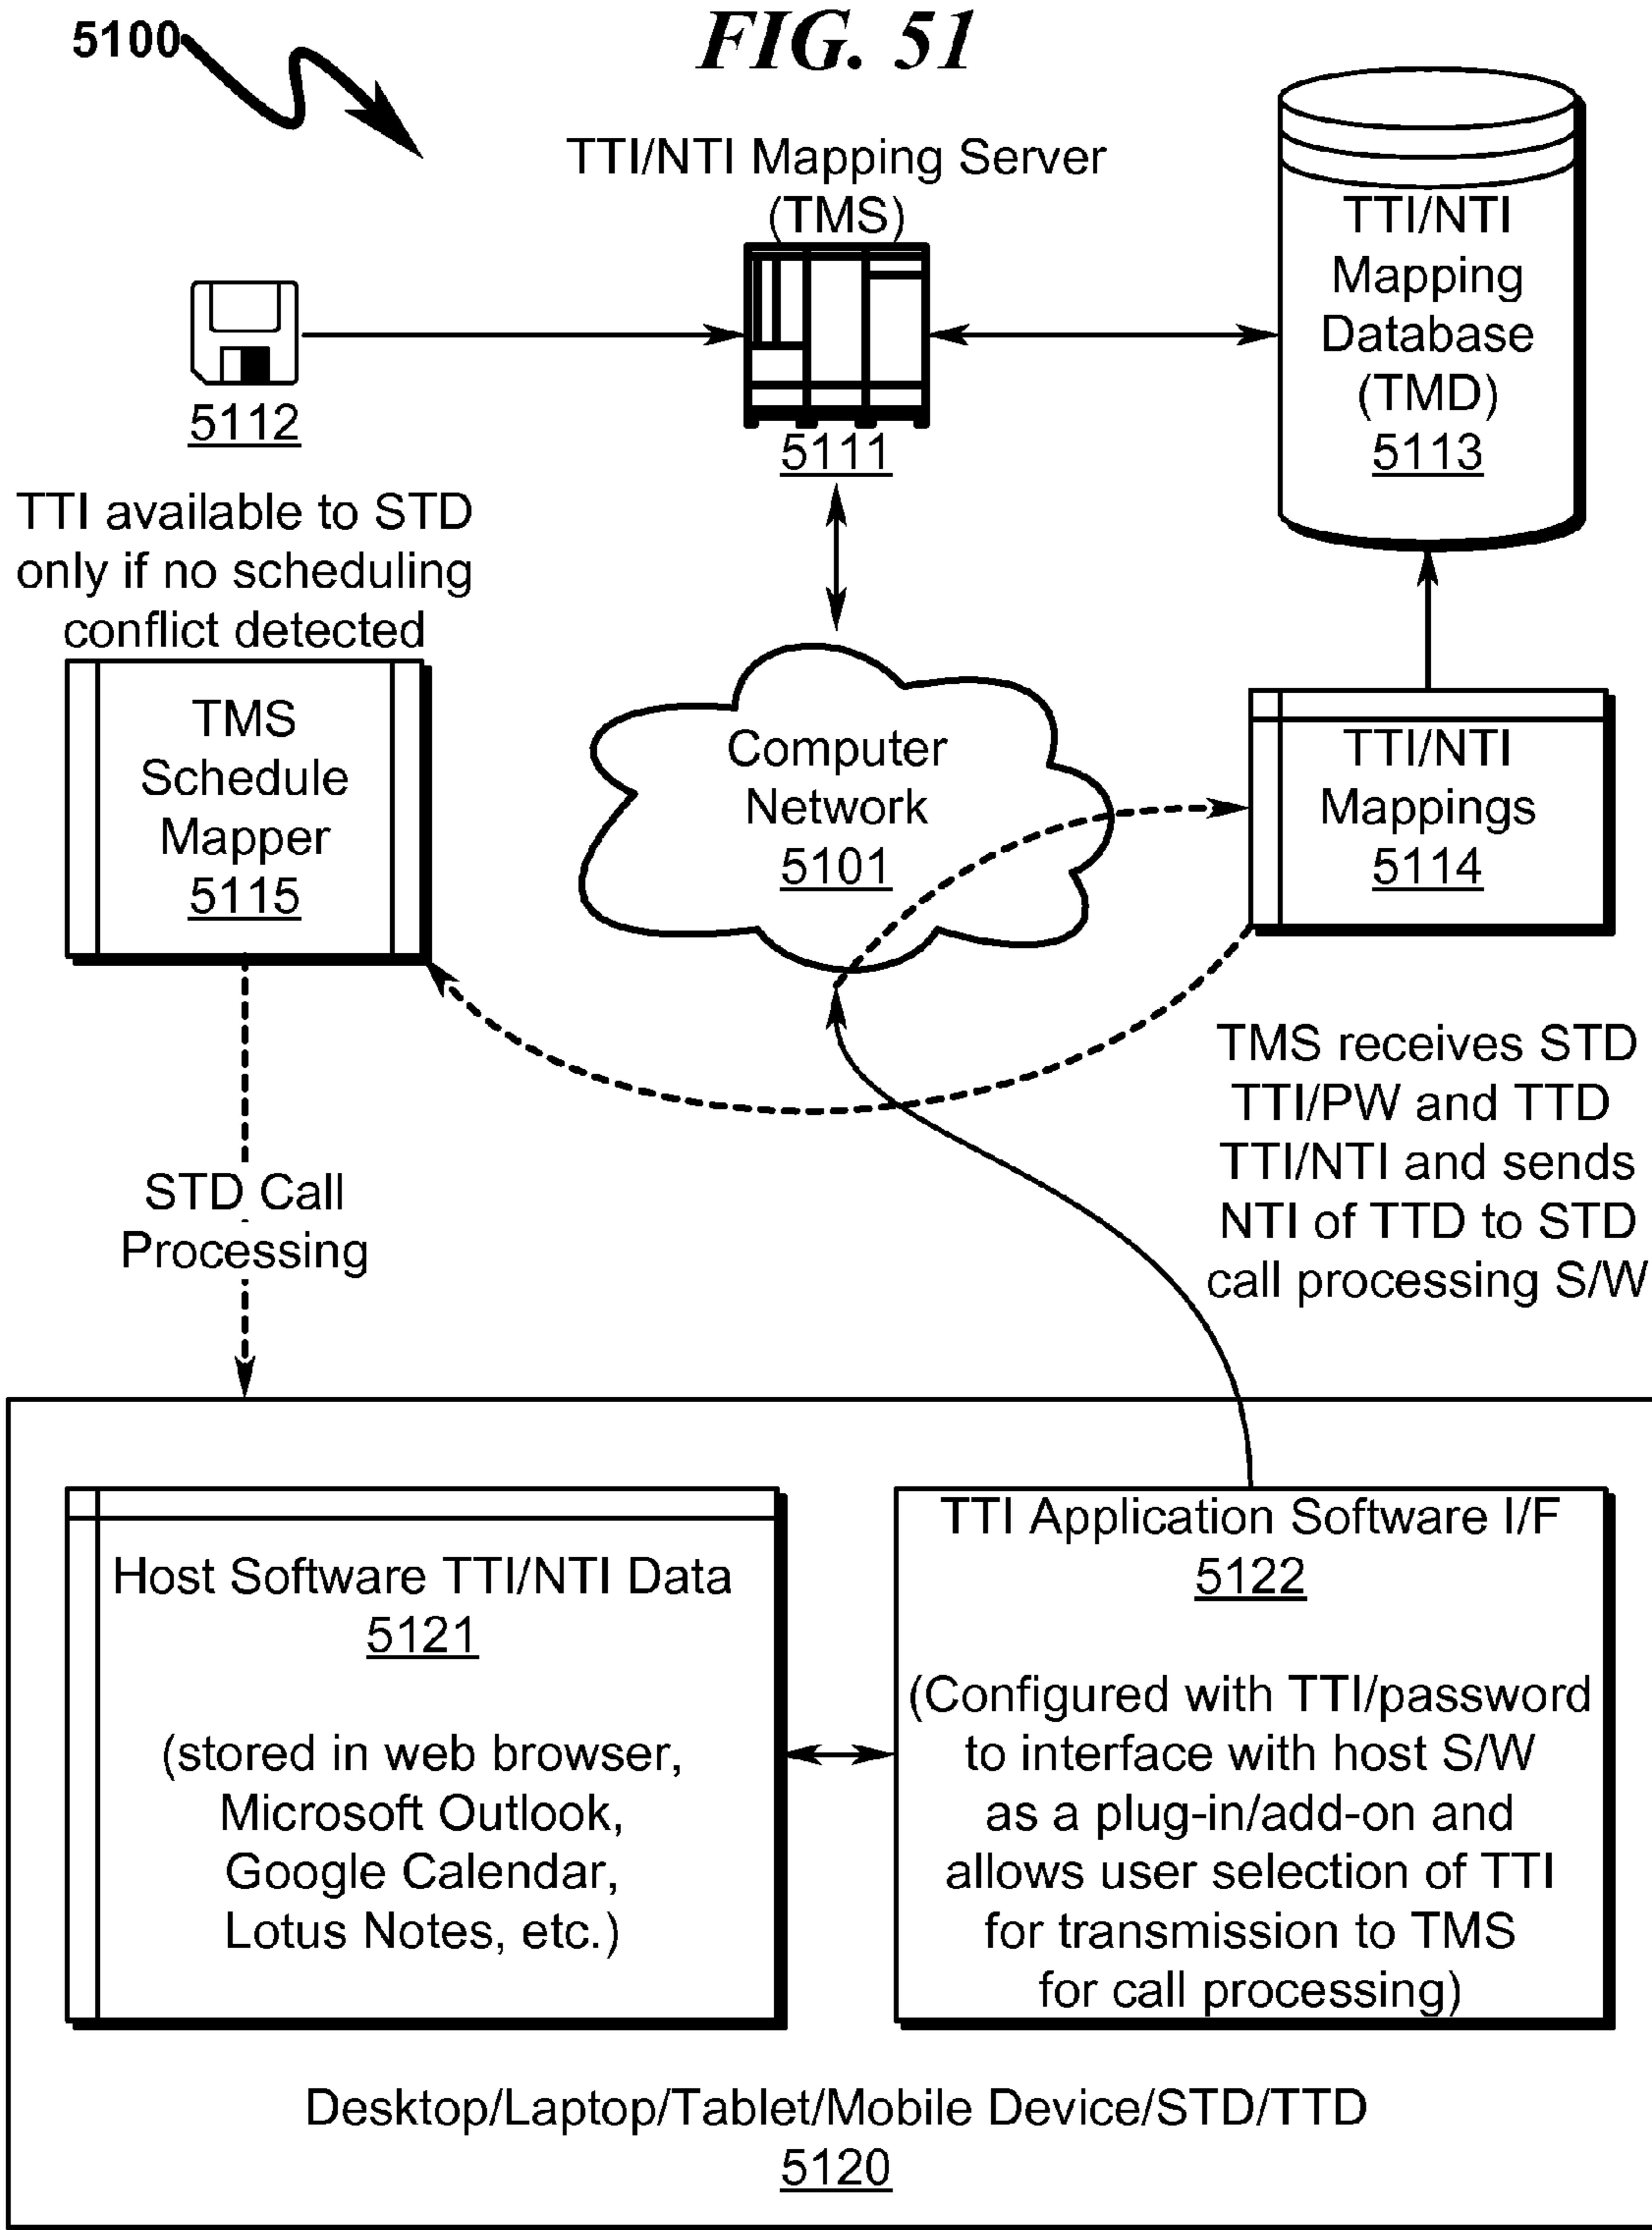 5100
FIG. 51
TTI/NTI Mapping Server
(TMS)
5111
5112
TTI/NTI
Mapping
Database
(TMD)
5113
TTI available to STD
only if no scheduling
conflict detected
TMS
Schedule
Mapper
5115
Computer
Network
5101
TTI/NTI
Mappings
5114
TMS receives STD
TTI/PW and TTD
TTI/NTI and sends
NTI of TTD to STD
call processing S/W
STD Call
Processing
Host Software TTI/NTI Data
5121
(stored in web browser,
Microsoft Outlook,
Google Calendar,
Lotus Notes, etc.)
TTI Application Software I/F
5122
(Configured with TTI/password
to interface with host S/W
as a plug-in/add-on and
allows user selection of TTI
for transmission to TMS
for call processing)
Desktop/Laptop/Tablet/Mobile Device/STD/TTD
5120